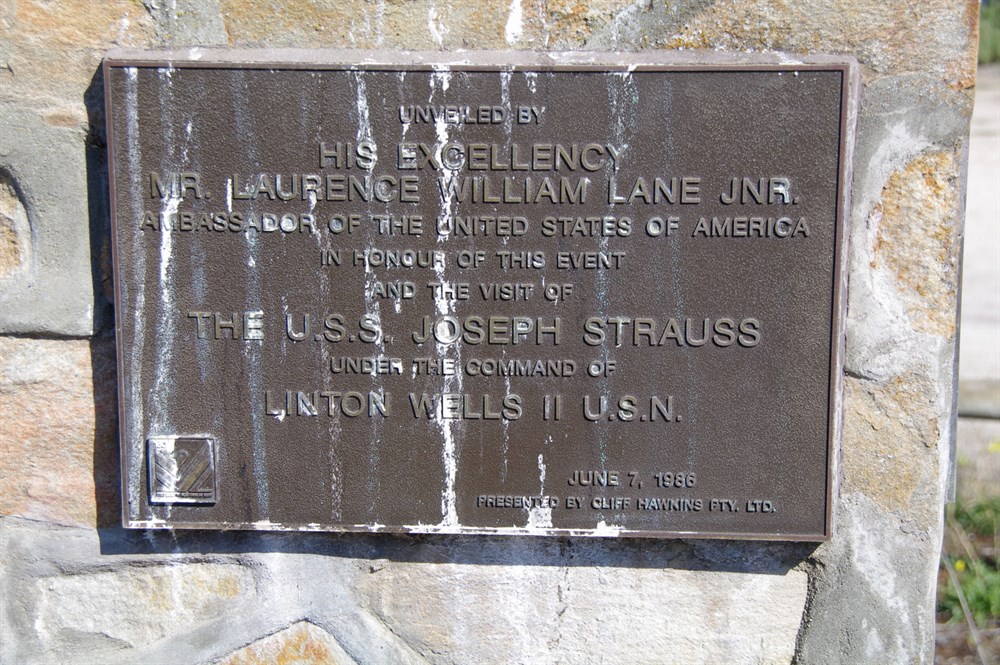 UNVEILED BY
HIS EXCELLENCY
MR. LAURENCE WILLIAM LANE JNR.
AMBASSADOR OF THE UNITED STATES OF AMERICA
IN HONOUR OF THIS EVENT
AND THE VISIT OF
THE U.S.S. JOSEPH STRAUSS
UNDER THE COMMAND OF
LINTON WELLS II U.S.N.
JUNE 7, 1986
PRESENTED BY CLIFF HAWKINS PTY. LTD.